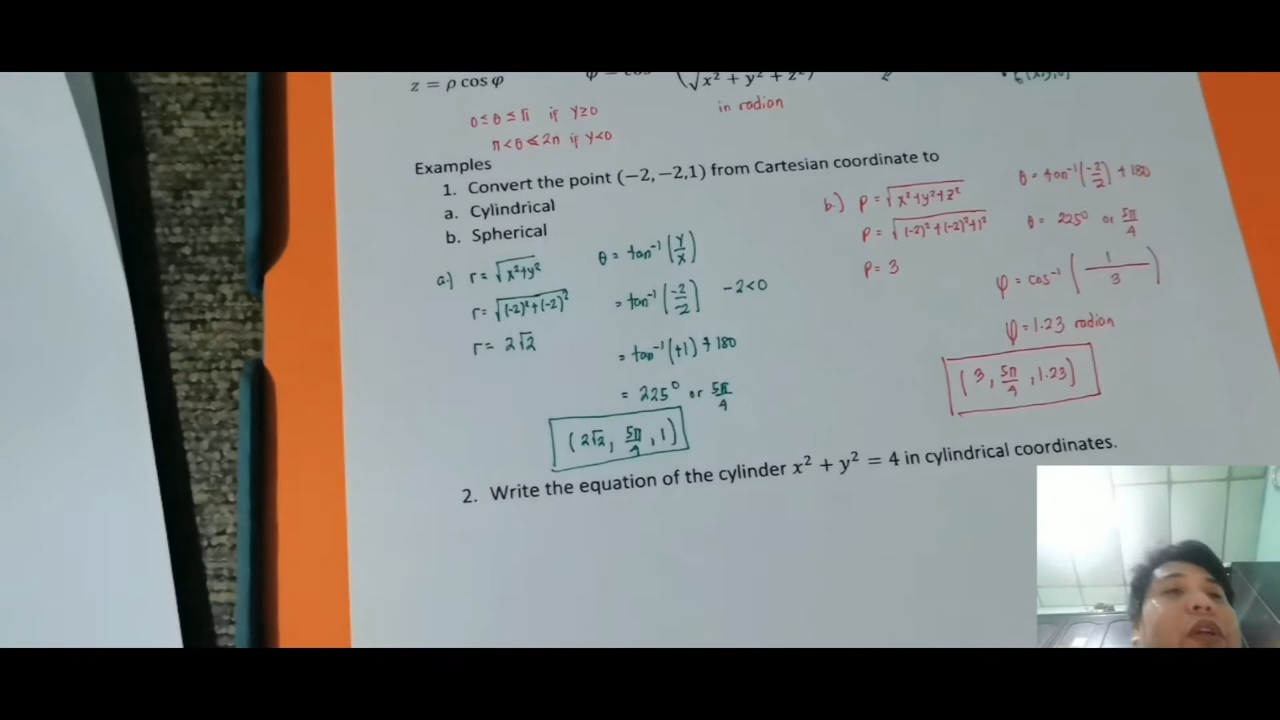 z = ρ cos φ
(√x² + y² + z²)
in radian
0 ≤ θ ≤ π if y≥0
π < θ ≤ 2π if y<0
Examples
1. Convert the point (−2, −2,1) from Cartesian coordinate to
a. Cylindrical
b. Spherical
a.) r = √x²+y²
r = √(-2)²+(-2)²
r = 2√2
θ = tan⁻¹ (y/x)
= tan⁻¹ (-2/-2) -2<0
= tan⁻¹ (+1) + 180
= 225° or 5π/4
(2√2, 5π/4, 1)
b.) ρ = √x²+y²+z²
ρ = √(-2)²+(-2)²+1²
ρ = 3
θ = tan⁻¹ (-2/-2) + 180
θ = 225° or 5π/4
φ = cos⁻¹ (1/3)
φ = 1.23 radian
(3, 5π/4, 1.23)
2. Write the equation of the cylinder x² + y² = 4 in cylindrical coordinates.